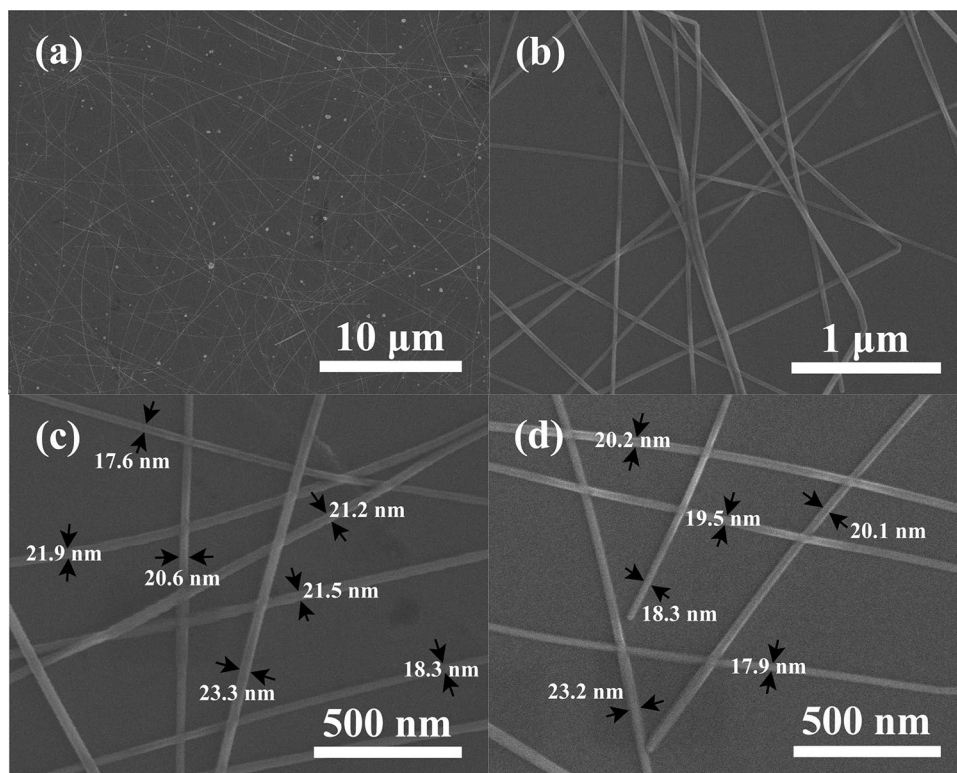 (a)
10 μm
(b)
1 μm
(c)
17.6 nm
21.2 nm
21.9 nm
20.6 nm
21.5 nm
18.3 nm
23.3 nm
500 nm
(d)
20.2 nm
19.5 nm
20.1 nm
18.3 nm
17.9 nm
23.2 nm
500 nm